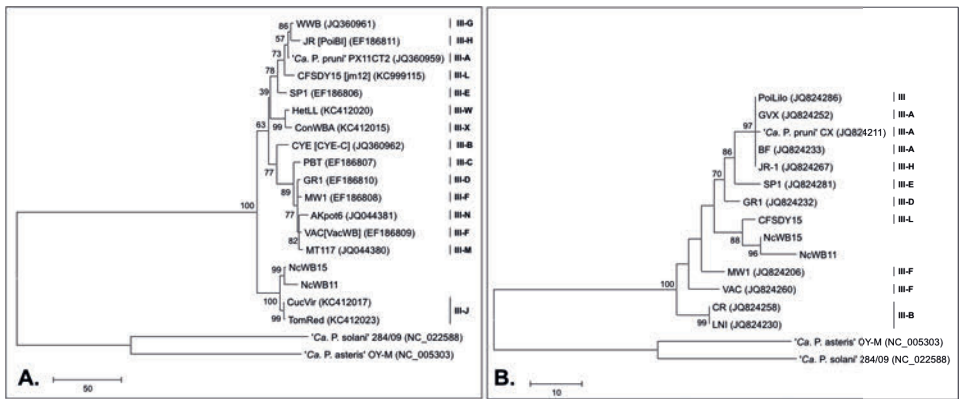 86
WWB (JQ360961)
III-G
57
JR [PoiBI] (EF186811)
III-H
73
'Ca. P. pruni' PX11CT2 (JQ360959)
III-A
78
CFSDY15 [jm12] (KC999115)
III-L
39
SP1 (EF186806)
III-E
HetLL (KC412020)
III-W
63
99
ConWBA (KC412015)
III-X
CYE [CYE-C] (JQ360962)
III-B
77
PBT (EF186807)
III-C
89
GR1 (EF186810)
III-D
MW1 (EF186808)
III-F
100
77
AKpot6 (JQ044381)
III-N
VAC[VacWB] (EF186809)
III-F
82
MT117 (JQ044380)
III-M
99
NcWB15
NcWB11
100
CucVir (KC412017)
III-J
99
TomRed (KC412023)
'Ca. P. solani' 284/09 (NC_022588)
'Ca. P. asteris' OY-M (NC_005303)
A.
50
PoiLilo (JQ824286)
III
GVX (JQ824252)
III-A
97
'Ca. P. pruni' CX (JQ824211)
III-A
86
BF (JQ824233)
III-A
JR-1 (JQ824267)
III-H
70
SP1 (JQ824281)
III-E
GR1 (JQ824232)
III-D
CFSDY15
III-L
88
NcWB15
96
NcWB11
MW1 (JQ824206)
III-F
100
VAC (JQ824260)
III-F
CR (JQ824258)
III-B
99
LNI (JQ824230)
'Ca. P. asteris' OY-M (NC_005303)
'Ca. P. solani' 284/09 (NC_022588)
B.
10